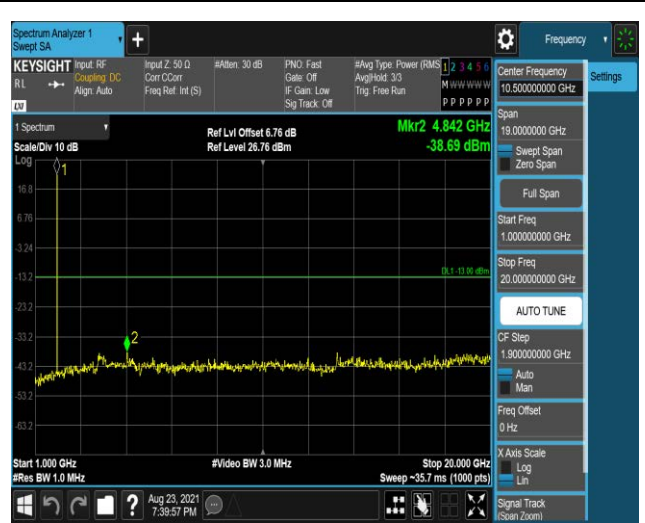 Spectrum Analyzer 1
Swept SA
Frequency
KEYSIGHT
RL
LXI
Input: RF
Coupling: DC
Align: Auto
Input Z: 50 Ω
Corr CCorr
Freq Ref: Int (S)
#Atten: 30 dB
PNO: Fast
Gate: Off
IF Gain: Low
Sig Track: Off
#Avg Type: Power (RMS
Avg|Hold: 3/3
Trig: Free Run
1 2 3 4 5 6
M W W W W W
P P P P P P
1 Spectrum
Scale/Div 10 dB
Log
Ref Lvl Offset 6.76 dB
Ref Level 26.76 dBm
Mkr2 4.842 GHz
-38.69 dBm
1
16.8
6.76
-3.24
-13.2
DL1 -13.00 dBm
-23.2
-33.2
2
-43.2
-53.2
-63.2
Start 1.000 GHz
#Res BW 1.0 MHz
#Video BW 3.0 MHz
Stop 20.000 GHz
Sweep ~35.7 ms (1000 pts)
?
Aug 23, 2021
7:39:57 PM
Center Frequency
10.500000000 GHz
Settings
Span
19.0000000 GHz
Swept Span
Zero Span
Full Span
Start Freq
1.000000000 GHz
Stop Freq
20.000000000 GHz
AUTO TUNE
CF Step
1.900000000 GHz
Auto
Man
Freq Offset
0 Hz
X Axis Scale
Log
Lin
Signal Track
(Span Zoom)